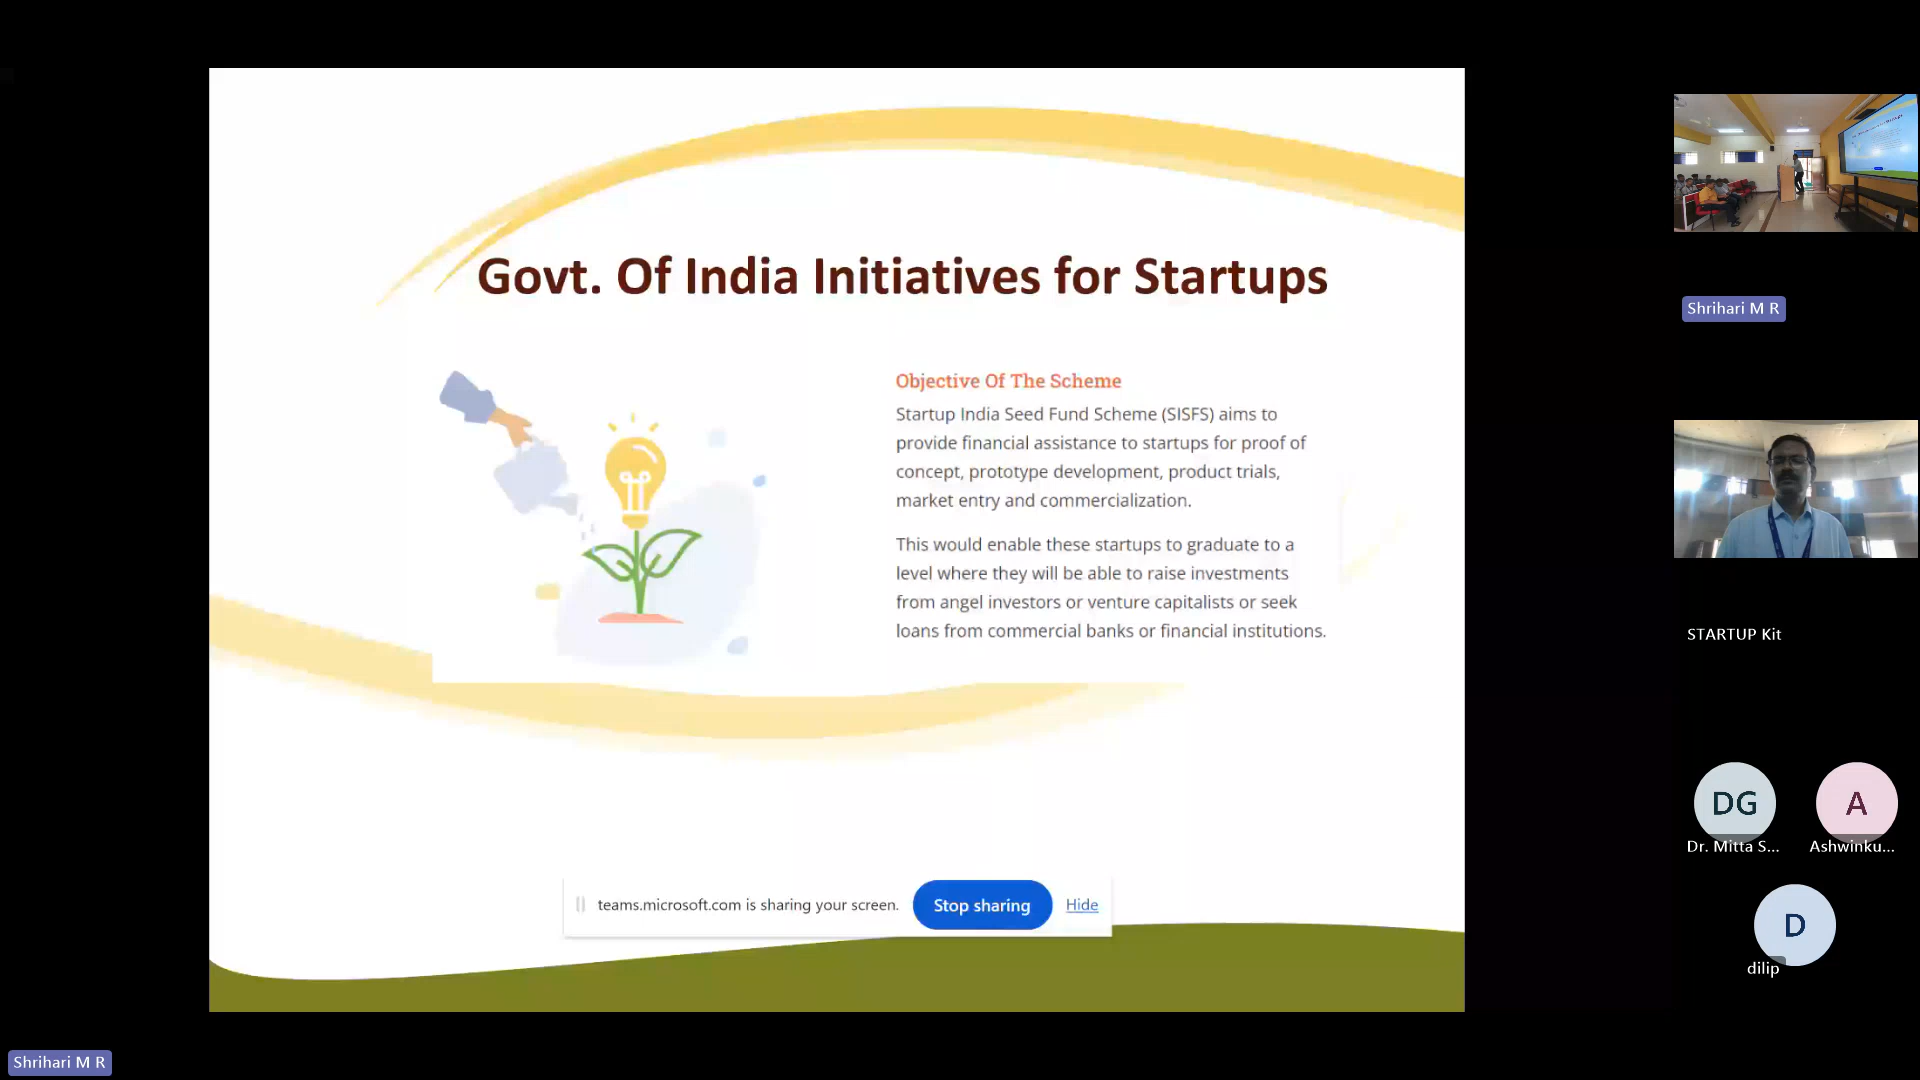 Govt. Of India Initiatives for Startups
Objective Of The Scheme
Startup India Seed Fund Scheme (SISFS) aims to
provide financial assistance to startups for proof of
concept, prototype development, product trials,
market entry and commercialization.
This would enable these startups to graduate to a
level where they will be able to raise investments
from angel investors or venture capitalists or seek
loans from commercial banks or financial institutions.
teams.microsoft.com is sharing your screen.
Stop sharing
Hide
Shrihari M R
STARTUP Kit
DG
A
Dr. Mitta S...
Ashwinku...
D
dilip
Shrihari M R